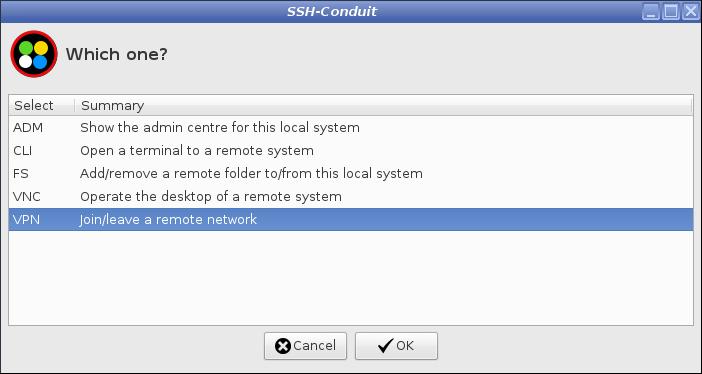 SSH-Conduit
Which one?
Select Summary
ADM Show the admin centre for this local system
CLI Open a terminal to a remote system
FS Add/remove a remote folder to/from this local system
VNC Operate the desktop of a remote system
VPN Join/leave a remote network
Cancel OK